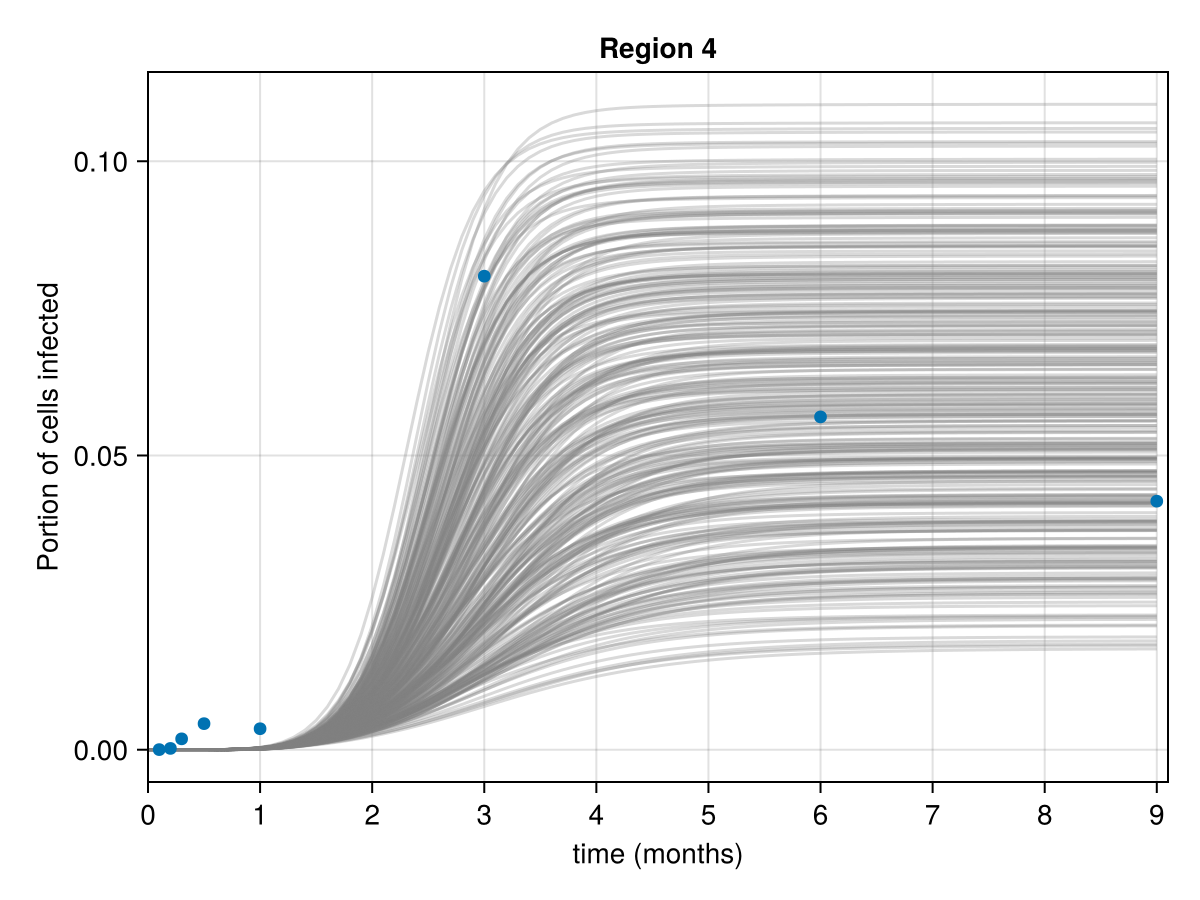 Region 4
Portion of cells infected
0.10
0.05
0.00
0 1 2 3 4 5 6 7 8 9
time (months)